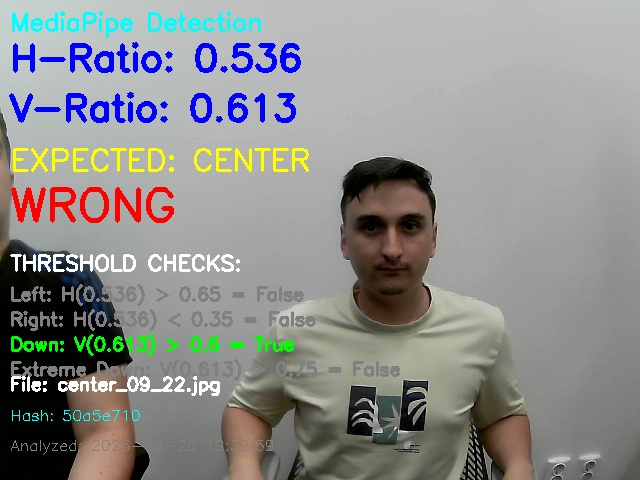 MediaPipe Detection
H-Ratio: 0.536
V-Ratio: 0.613
EXPECTED: CENTER
WRONG
THRESHOLD CHECKS:
Left: H(0.536) > 0.65 = False
Right: H(0.536) < 0.35 = False
Down: V(0.613) > 0.6 = True
Extreme Down: V(0.613) > 0.75 = False
File: center_09_22.jpg
Hash: 50a5e710
Analyzed: